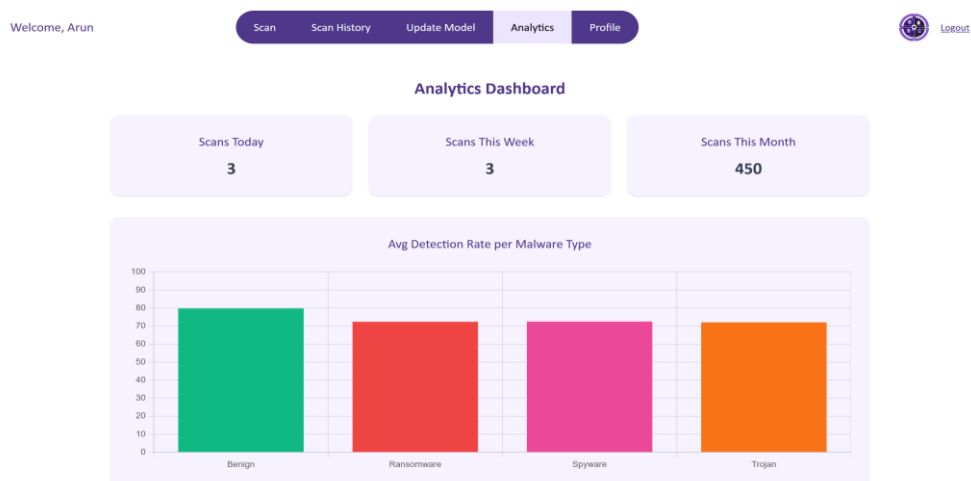 Welcome, Arun
Scan Scan History Update Model Analytics Profile
Logout
Analytics Dashboard
Scans Today
3
Scans This Week
3
Scans This Month
450
Avg Detection Rate per Malware Type
100
90
80
70
60
50
40
30
20
10
0
Benign Ransomware Spyware Trojan